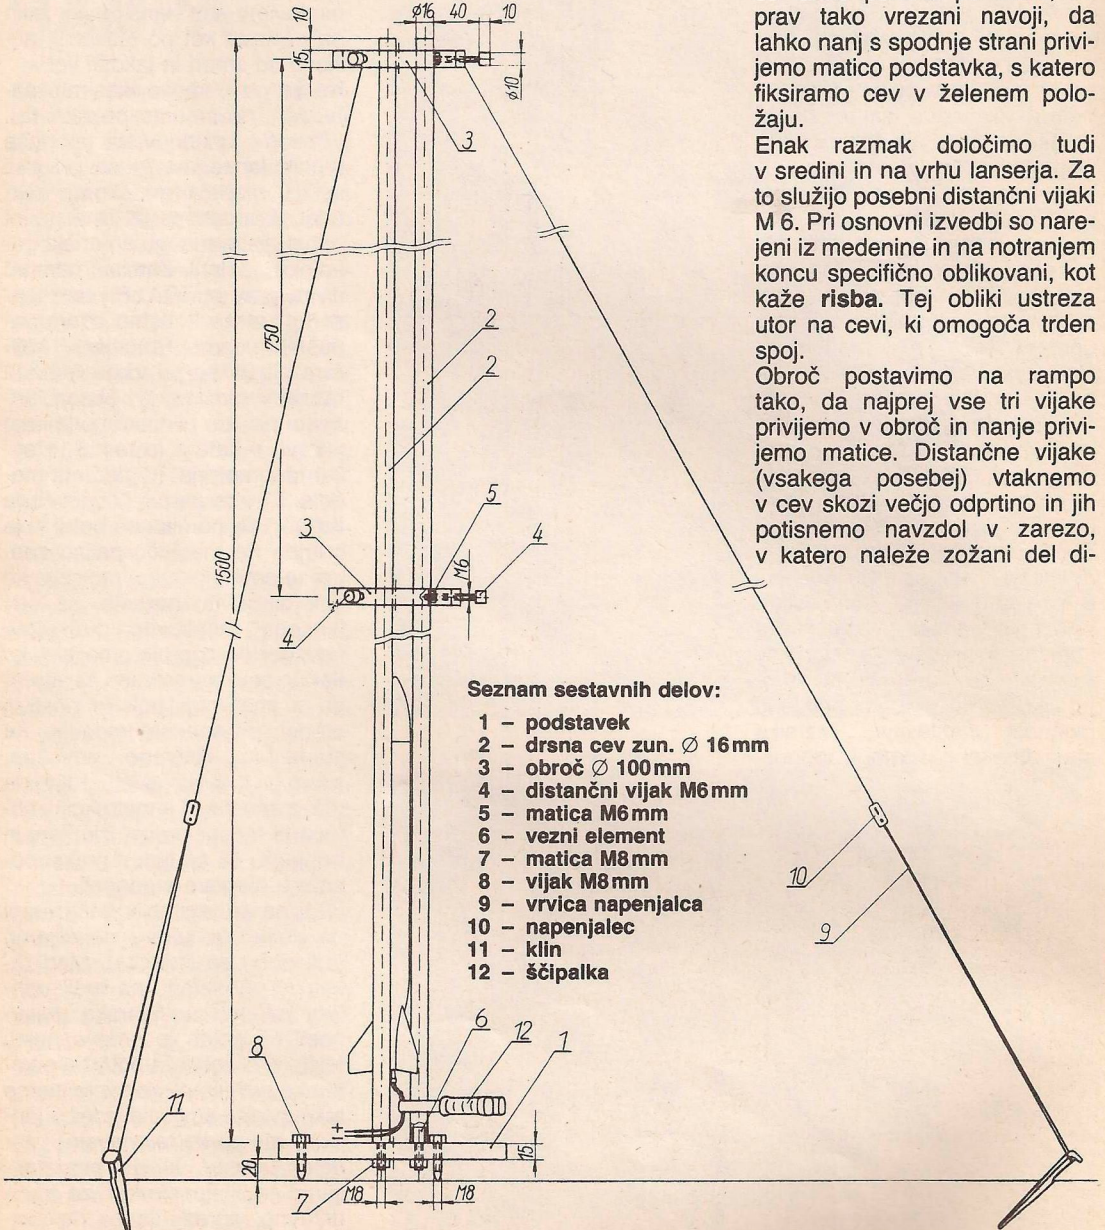 prav tako vrezani navoji, da
lahko nanj s spodnje strani privi-
jemo matico podstavka, s katero
fiksiramo cev v želenem polo-
žaju.
Enak razmak določimo tudi
v sredini in na vrhu lanserja. Za
to služijo posebni distančni vijaki
M 6. Pri osnovni izvedbi so nare-
jeni iz medenine in na notranjem
koncu specifično oblikovani, kot
kaže risba. Tej obliki ustreza
utor na cevi, ki omogoča trden
spoj.
Obroč postavimo na rampo
tako, da najprej vse tri vijake
privijemo v obroč in nanje privi-
jemo matice. Distančne vijake
(vsakega posebej) vtaknemo
v cev skozi večjo odprtino in jih
potisnemo navzdol v zarezo,
v katero naleže zožani del di-
10
15
ø16
40
10
ø10
3
750
2
2
1500
3
5
4
M6
4
Seznam sestavnih delov:
1 – podstavek
2 – drsna cev zun. ∅ 16mm
3 – obroč ∅ 100mm
4 – distančni vijak M6mm
5 – matica M6mm
6 – vezni element
7 – matica M8mm
8 – vijak M8mm
9 – vrvica napenjalca
10 – napenjalec
11 – klin
12 – ščipalka
10
9
6
12
1
8
11
+
-
20
15
7
M8
M8